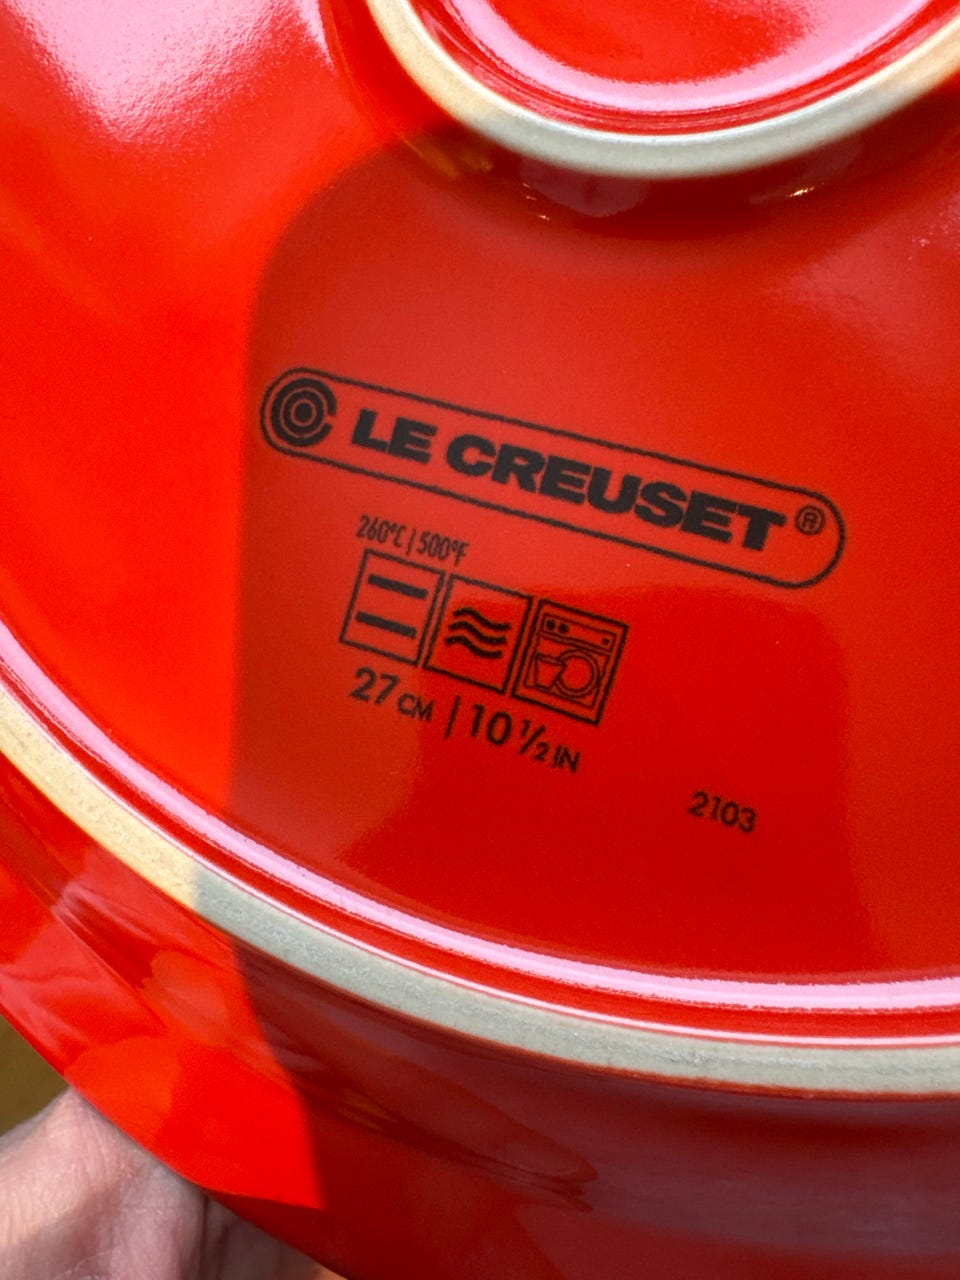 LE CREUSET®
260°C | 500°F
27 CM | 10 1/2 IN
2103